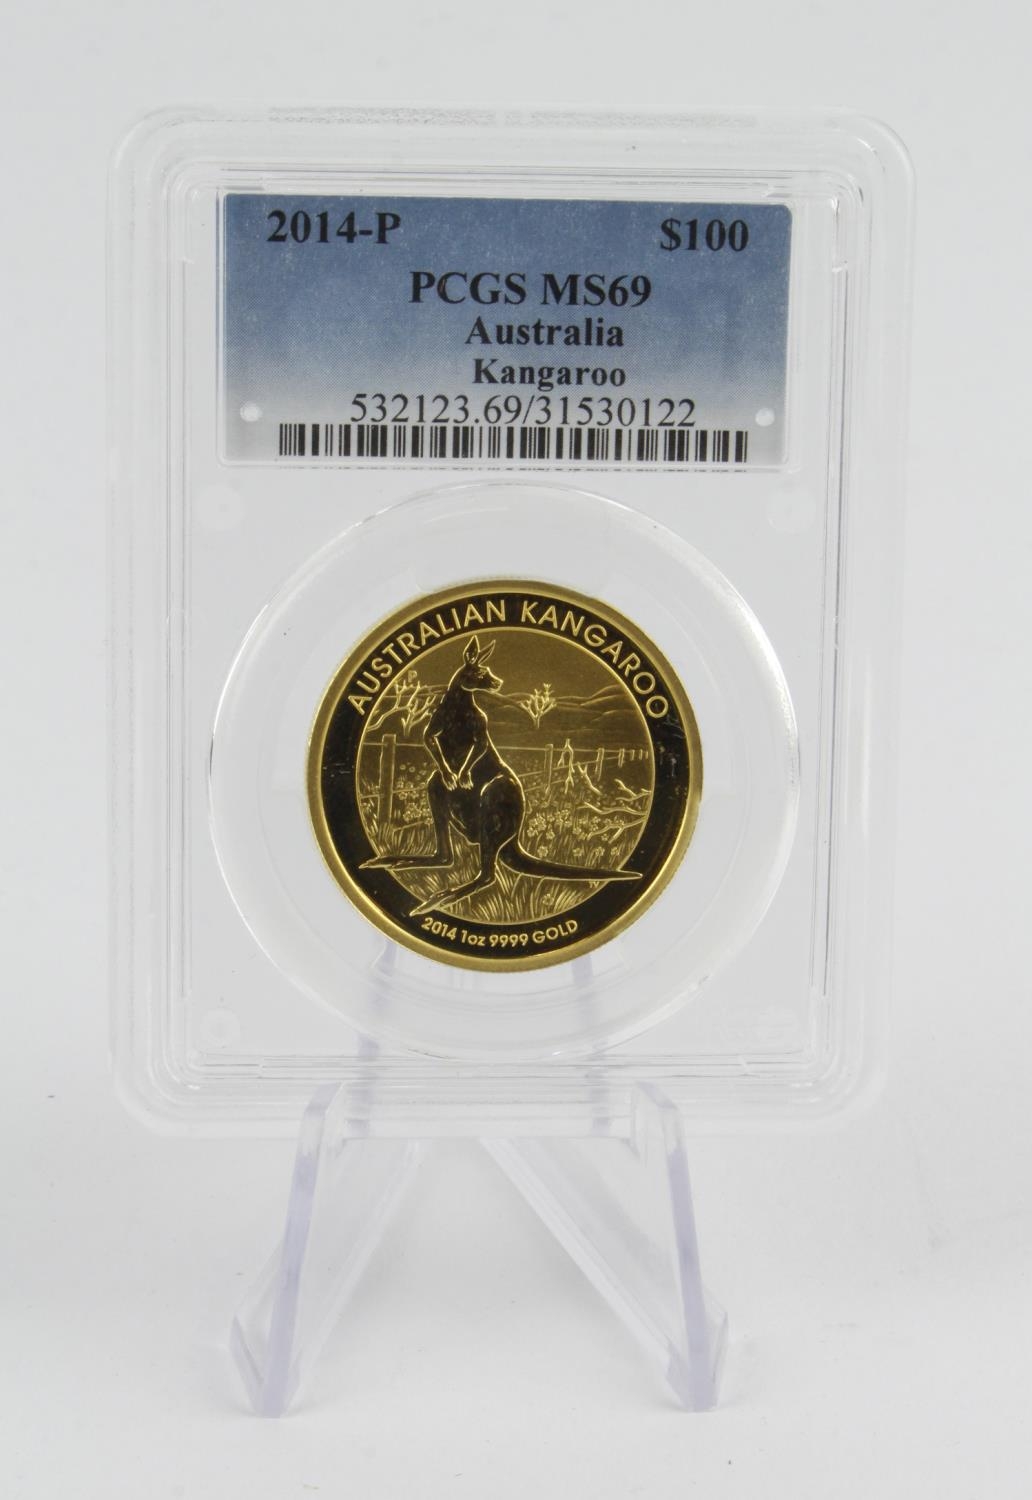 2014-P $100
PCGS MS69
Australia
Kangaroo
532123.69/31530122
AUSTRALIAN KANGAROO
P
2014 1oz 9999 GOLD